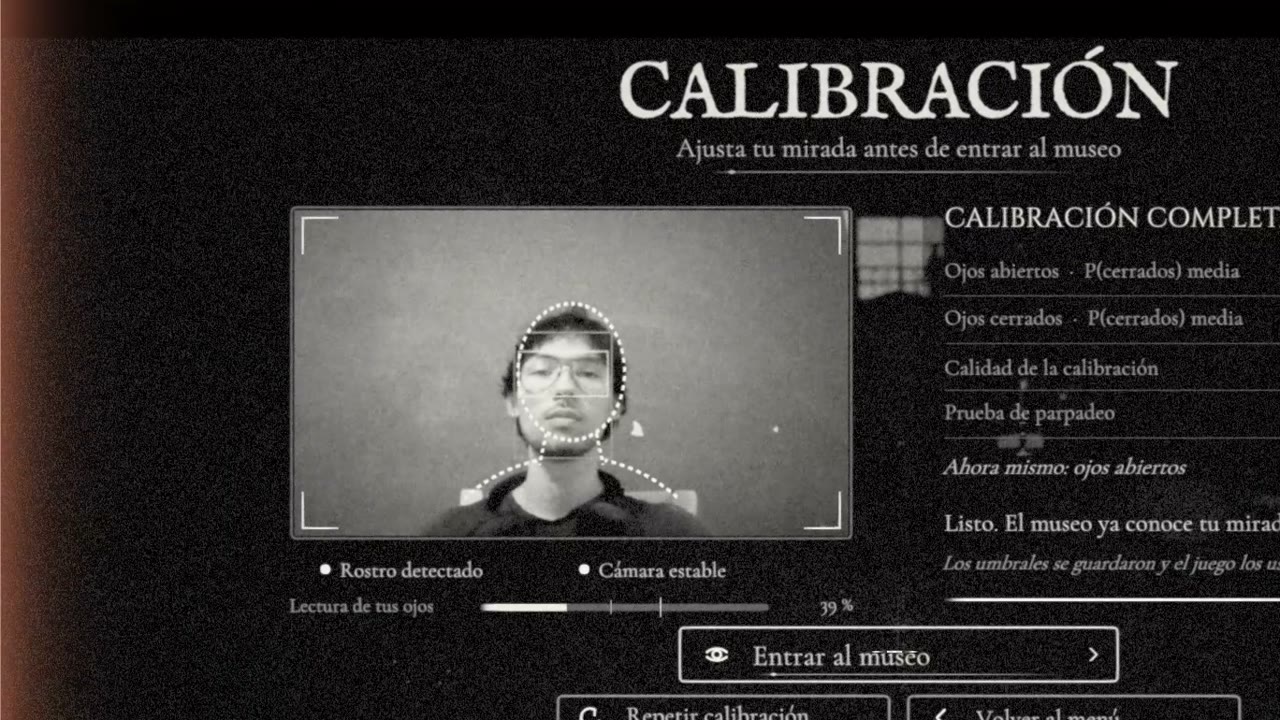 CALIBRACIÓN
Ajusta tu mirada antes de entrar al museo
CALIBRACIÓN COMPLET
Ojos abiertos · P(cerrados) media
Ojos cerrados · P(cerrados) media
Calidad de la calibración
Prueba de parpadeo
Ahora mismo: ojos abiertos
Listo. El museo ya conoce tu mirad
Los umbrales se guardaron y el juego los us
Rostro detectado
Cámara estable
Lectura de tus ojos
39 %
Entrar al museo
Repetir calibración
Volver al menú